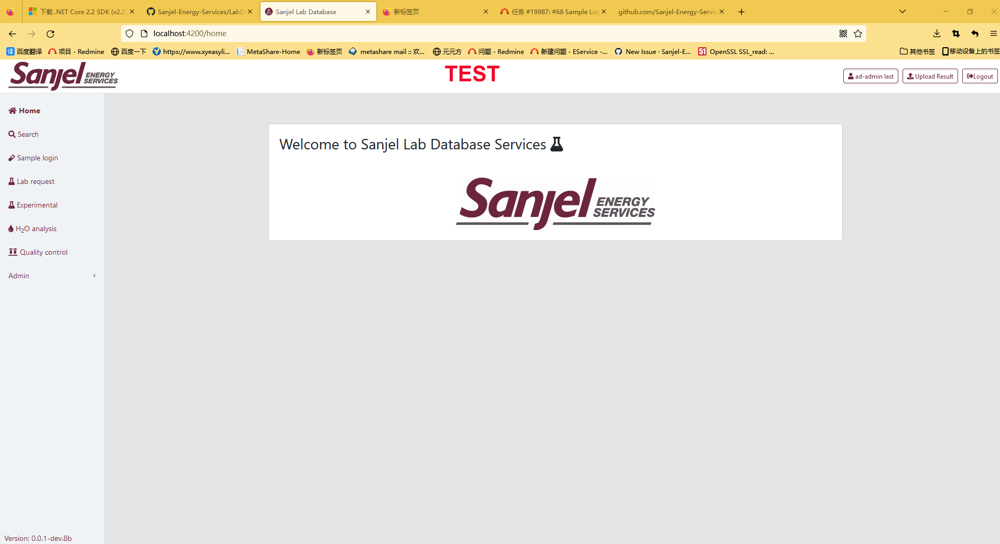 下载 .NET Core 2.2 SDK (v2.2.
Sanjel-Energy-Services/LabDa
Sanjel Lab Database
新标签页
任务 #19987: #68 Sample Log
github.com/Sanjel-Energy-Servic
localhost:4200/home
译 百度翻译
项目 - Redmine
百度一下
https://www.xyeasyli...
MetaShare-Home
新标签页
metashare mail :: 欢...
元元方
问题 - Redmine
新建问题 - EService -...
New Issue · Sanjel-E...
51 OpenSSL SSL_read: ...
其他书签
移动设备上的书签
Sanjel ENERGY SERVICES
TEST
ad-admin last
Upload Result
Logout
Home
Search
Sample login
Lab request
Experimental
H2O analysis
Quality control
Admin
Welcome to Sanjel Lab Database Services
Sanjel ENERGY SERVICES
Version: 0.0.1-dev.8b